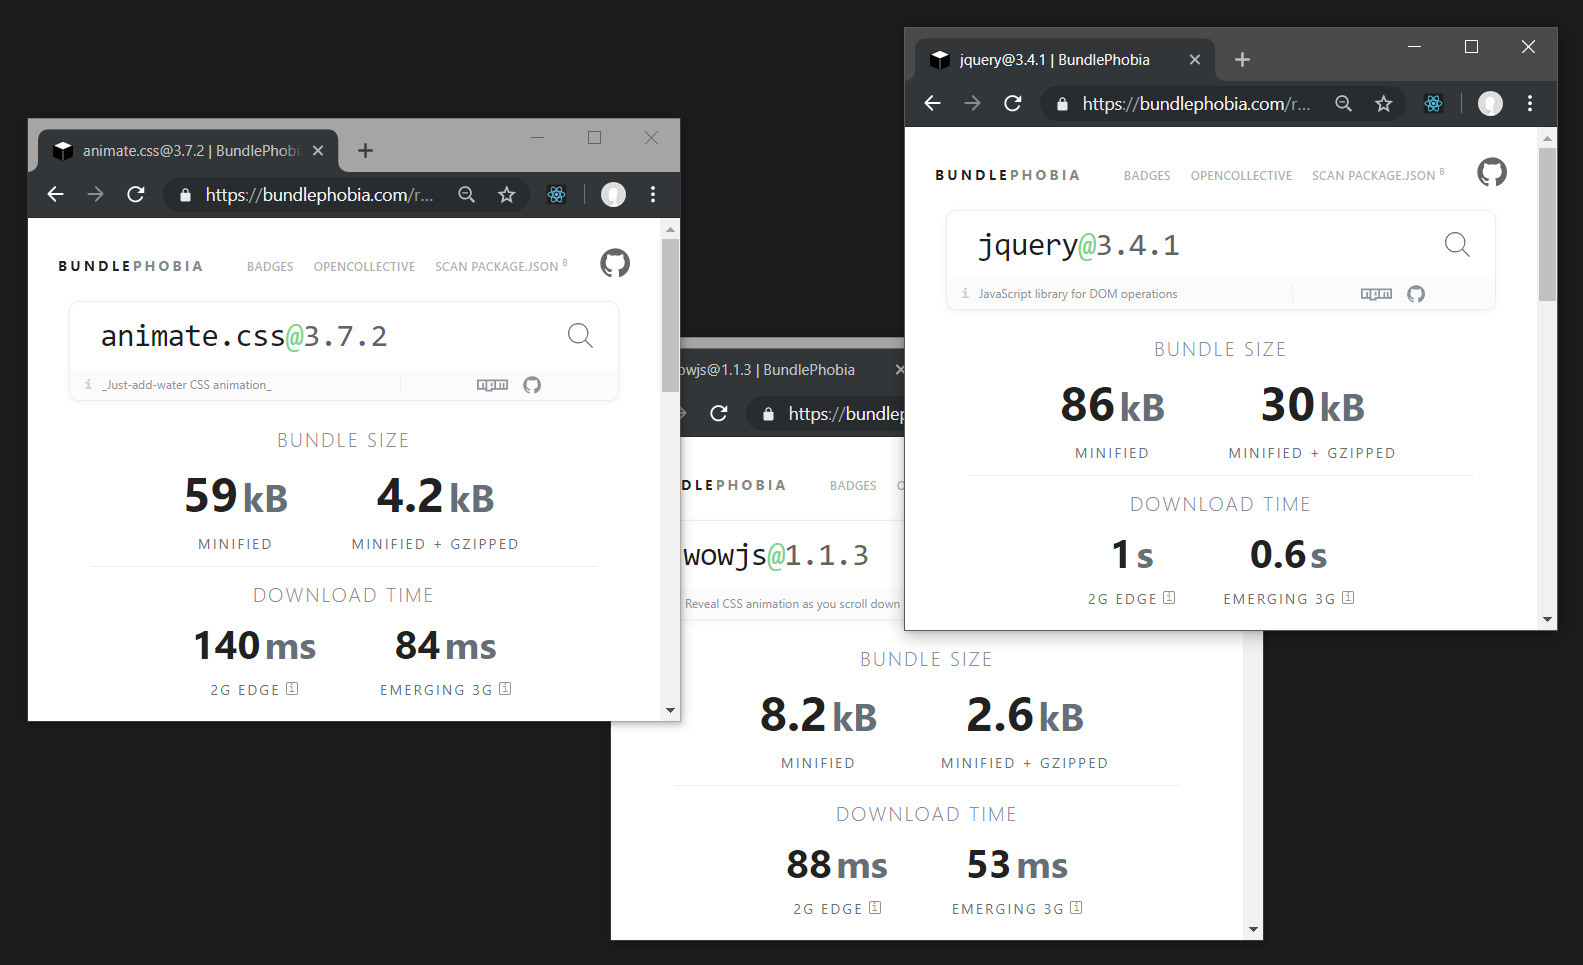 animate.css@3.7.2 | BundlePhobi
https://bundlephobia.com/r...
BUNDLEPHOBIA BADGES OPENCOLLECTIVE SCAN PACKAGE.JSON B
animate.css@3.7.2
i _Just-add-water CSS animation_ npm
BUNDLE SIZE
59 kB 4.2 kB
MINIFIED MINIFIED + GZIPPED
DOWNLOAD TIME
140 ms 84 ms
2G EDGE i EMERGING 3G i
owjs@1.1.3 | BundlePhobia
https://bundlep
DLEPHOBIA BADGES O
wowjs@1.1.3
Reveal CSS animation as you scroll down
BUNDLE SIZE
8.2 kB 2.6 kB
MINIFIED MINIFIED + GZIPPED
DOWNLOAD TIME
88 ms 53 ms
2G EDGE i EMERGING 3G i
jquery@3.4.1 | BundlePhobia
https://bundlephobia.com/r...
BUNDLEPHOBIA BADGES OPENCOLLECTIVE SCAN PACKAGE.JSON B
jquery@3.4.1
i JavaScript library for DOM operations npm
BUNDLE SIZE
86 kB 30 kB
MINIFIED MINIFIED + GZIPPED
DOWNLOAD TIME
1 s 0.6 s
2G EDGE i EMERGING 3G i